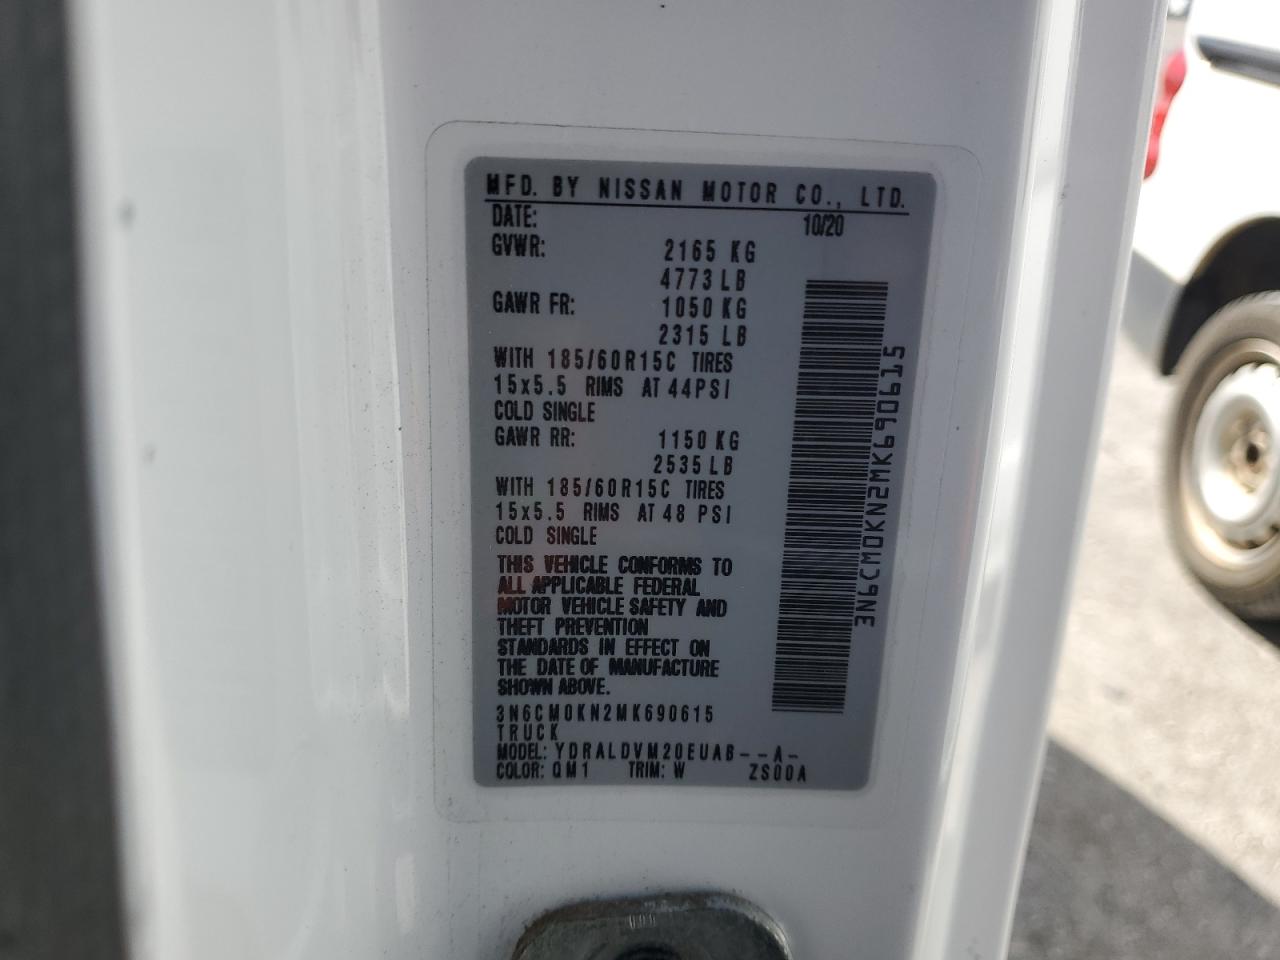 MFD. BY NISSAN MOTOR CO., LTD.
DATE: 10/20
GVWR: 2165 KG
4773 LB
GAWR FR: 1050 KG
2315 LB
WITH 185/60R15C TIRES
15x5.5 RIMS AT 44PSI
COLD SINGLE
GAWR RR: 1150 KG
2535 LB
WITH 185/60R15C TIRES
15x5.5 RIMS AT 48 PSI
COLD SINGLE
THIS VEHICLE CONFORMS TO
ALL APPLICABLE FEDERAL
MOTOR VEHICLE SAFETY AND
THEFT PREVENTION
STANDARDS IN EFFECT ON
THE DATE OF MANUFACTURE
SHOWN ABOVE.
3N6CM0KN2MK690615
TRUCK
MODEL: YDRALDVM20EUAB--A-
COLOR: QM1 TRIM: W ZS00A
3N6CM0KN2MK690615